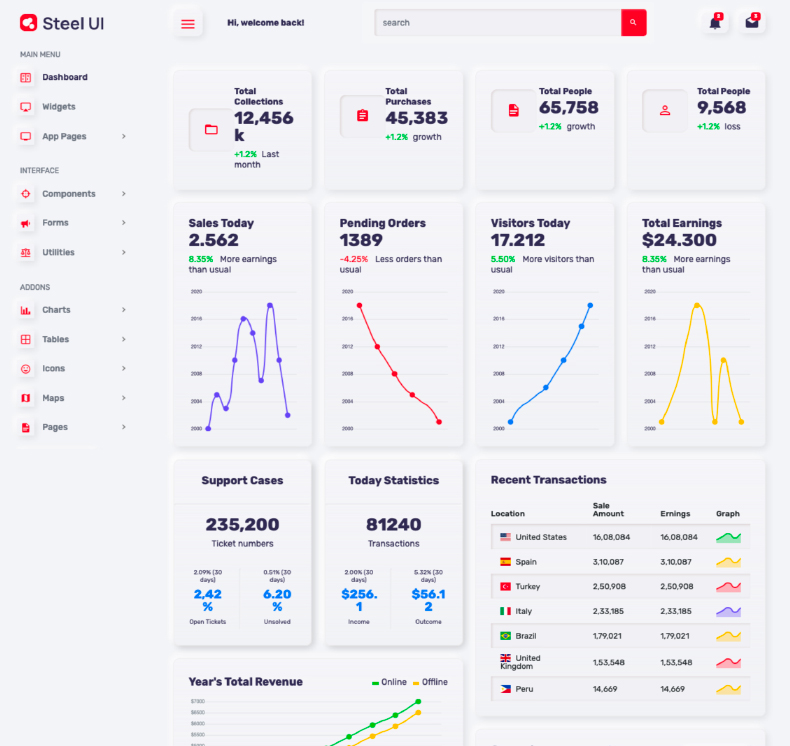 Steel UI
Hi, welcome back!
search
3
3
MAIN MENU
Dashboard
Widgets
App Pages
INTERFACE
Components
Forms
Utilities
ADDONS
Charts
Tables
Icons
Maps
Pages
Total
Collections
12,456
k
+1.2% Last
month
Total
Purchases
45,383
+1.2% growth
Total People
65,758
+1.2% growth
Total People
9,568
+1.2% loss
Sales Today
2.562
8.35% More earnings
than usual
2020
2016
2012
2008
2004
2000
Pending Orders
1389
-4.25% Less orders than
usual
2020
2016
2012
2008
2004
2000
Visitors Today
17.212
5.50% More visitors than
usual
2020
2016
2012
2008
2004
2000
Total Earnings
$24.300
8.35% More earnings
than usual
2020
2016
2012
2008
2004
2000
Support Cases
235,200
Ticket numbers
2.09% (30
days)
2,42
%
Open Tickets
0.51% (30
days)
6.20
%
Unsolved
Today Statistics
81240
Transactions
2.00% (30
days)
$256.
1
Income
5.32% (30
days)
$56.1
2
Outcome
Recent Transactions
Location Sale
Amount Ernings Graph
United States 16,08,084 16,08,084
Spain 3,10,087 3,10,087
Turkey 2,50,908 2,50,908
Italy 2,33,185 2,33,185
Brazil 1,79,021 1,79,021
United
Kingdom 1,53,548 1,53,548
Peru 14,669 14,669
Year's Total Revenue
Online Offline
$7000
$6500
$6000
$5500